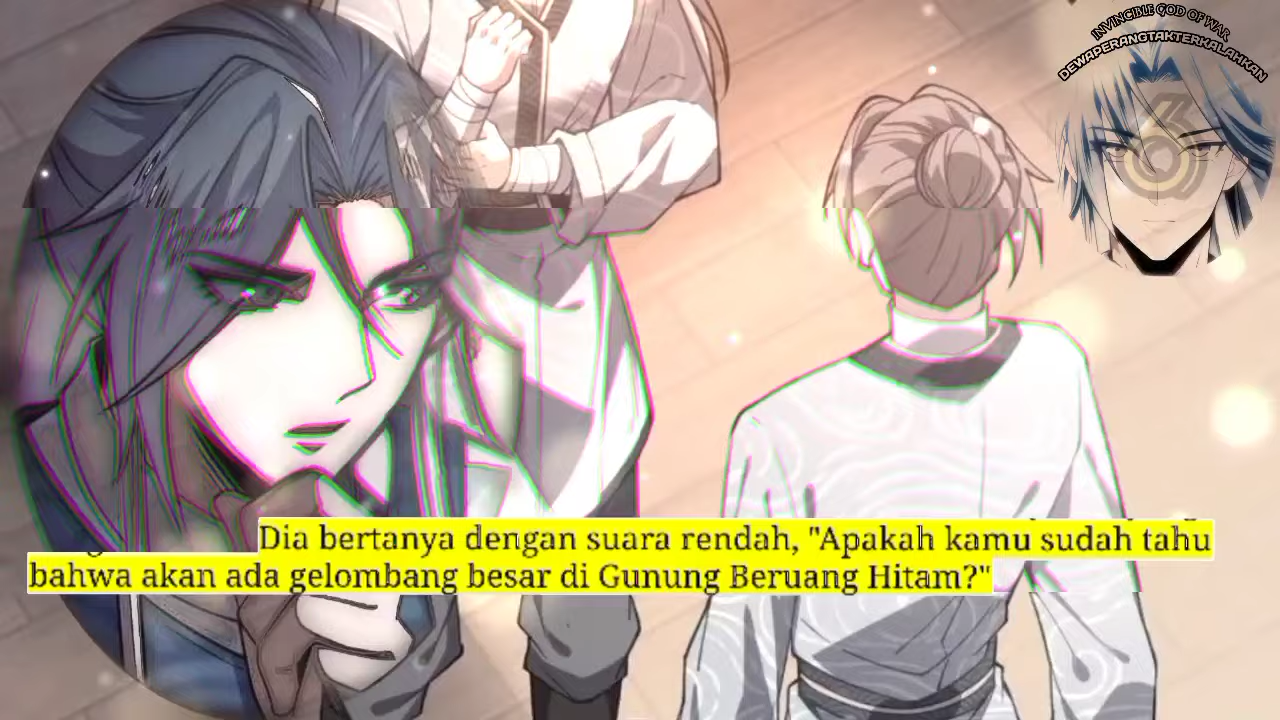 INVINCIBLE GOD OF WAR
DEWAPERANGTAKTERKALAHKAN
Dia bertanya dengan suara rendah, "Apakah kamu sudah tahu
bahwa akan ada gelombang besar di Gunung Beruang Hitam?"